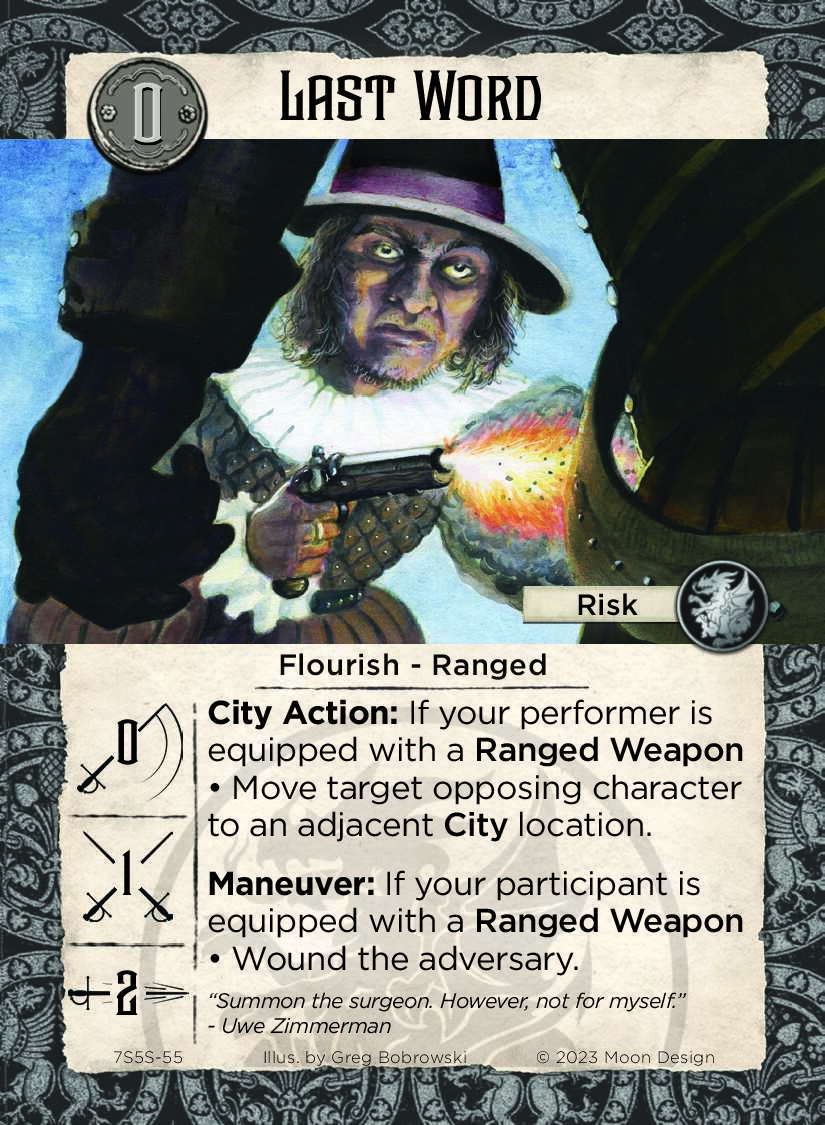 0
Last Word
Risk
Flourish - Ranged
0
1
2
City Action: If your performer is
equipped with a Ranged Weapon
• Move target opposing character
to an adjacent City location.
Maneuver: If your participant is
equipped with a Ranged Weapon
• Wound the adversary.
“Summon the surgeon. However, not for myself.”
- Uwe Zimmerman
7S5S-55 Illus. by Greg Bobrowski © 2023 Moon Design